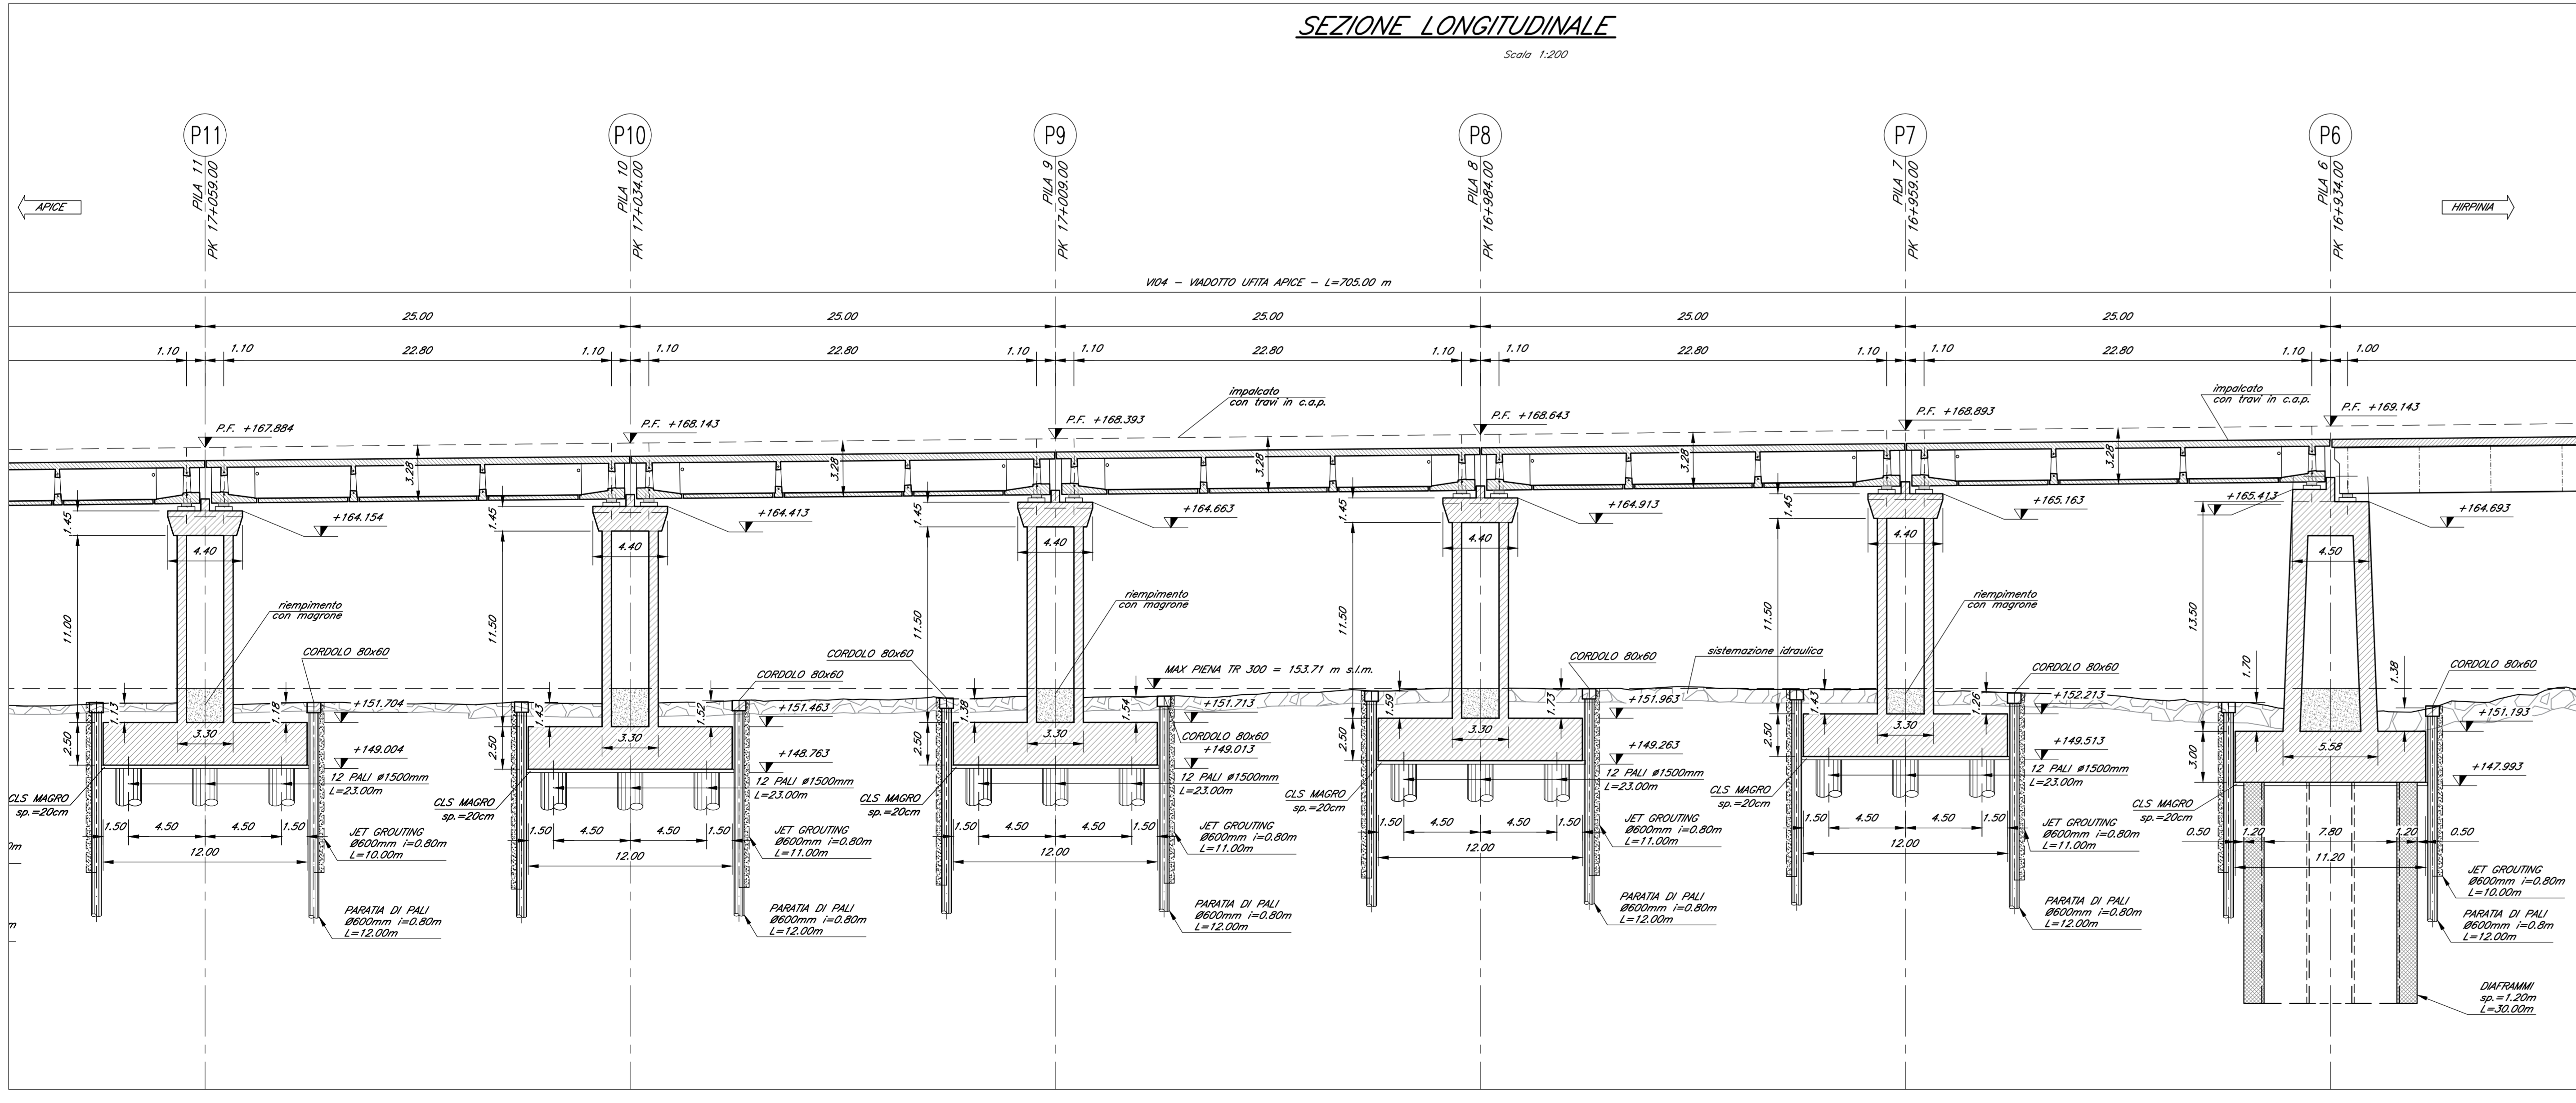 SEZIONE LONGITUDINALE
Scala 1:200
P11
P10
P9
P8
P7
P6
PILA 11
PK 17+059.00
PILA 10
PK 17+034.00
PILA 9
PK 17+009.00
PILA 8
PK 16+984.00
PILA 7
PK 16+959.00
PILA 6
PK 16+934.00
APICE
HIRPINIA
VI04 - VIADOTTO UFITA APICE - L=705.00 m
25.00
25.00
25.00
25.00
25.00
1.10
1.10
22.80
1.10
1.10
22.80
1.10
1.10
22.80
1.10
1.10
22.80
1.10
1.10
22.80
1.10
1.00
impalcato
con travi in c.a.p.
impalcato
con travi in c.a.p.
P.F. +167.884
P.F. +168.143
P.F. +168.393
P.F. +168.643
P.F. +168.893
P.F. +169.143
3.28
3.28
3.28
3.28
3.28
1.45
+164.154
1.45
+164.413
1.45
+164.663
1.45
+164.913
1.45
+165.163
+165.413
+164.693
4.40
4.40
4.40
4.40
4.40
4.50
11.00
11.50
11.50
11.50
11.50
13.50
riempimento
con magrone
riempimento
con magrone
riempimento
con magrone
CORDOLO 80x60
CORDOLO 80x60
CORDOLO 80x60
CORDOLO 80x60
CORDOLO 80x60
CORDOLO 80x60
CORDOLO 80x60
MAX PIENA TR 300 = 153.71 m s.l.m.
sistemazione idraulica
1.13
1.18
+151.704
1.43
1.52
+151.463
1.38
1.54
+151.713
1.59
1.73
+151.963
1.43
1.26
+152.213
1.70
1.38
+151.193
2.50
3.30
+149.004
2.50
3.30
+148.763
2.50
3.30
+149.013
2.50
3.30
+149.263
2.50
3.30
+149.513
3.00
5.58
+147.993
12 PALI ø1500mm
L=23.00m
12 PALI ø1500mm
L=23.00m
12 PALI ø1500mm
L=23.00m
12 PALI ø1500mm
L=23.00m
12 PALI ø1500mm
L=23.00m
CLS MAGRO
sp.=20cm
CLS MAGRO
sp.=20cm
CLS MAGRO
sp.=20cm
CLS MAGRO
sp.=20cm
CLS MAGRO
sp.=20cm
CLS MAGRO
sp.=20cm
1.50
4.50
4.50
1.50
12.00
1.50
4.50
4.50
1.50
12.00
1.50
4.50
4.50
1.50
12.00
1.50
4.50
4.50
1.50
12.00
1.50
4.50
4.50
1.50
12.00
0.50
1.20
7.80
1.20
0.50
11.20
JET GROUTING
Ø600mm i=0.80m
L=10.00m
JET GROUTING
Ø600mm i=0.80m
L=11.00m
JET GROUTING
Ø600mm i=0.80m
L=11.00m
JET GROUTING
Ø600mm i=0.80m
L=11.00m
JET GROUTING
Ø600mm i=0.80m
L=11.00m
JET GROUTING
Ø600mm i=0.80m
L=10.00m
PARATIA DI PALI
Ø600mm i=0.80m
L=12.00m
PARATIA DI PALI
Ø600mm i=0.80m
L=12.00m
PARATIA DI PALI
Ø600mm i=0.80m
L=12.00m
PARATIA DI PALI
Ø600mm i=0.80m
L=12.00m
PARATIA DI PALI
Ø600mm i=0.80m
L=12.00m
PARATIA DI PALI
Ø600mm i=0.8m
L=12.00m
DIAFRAMMI
sp.=1.20m
L=30.00m